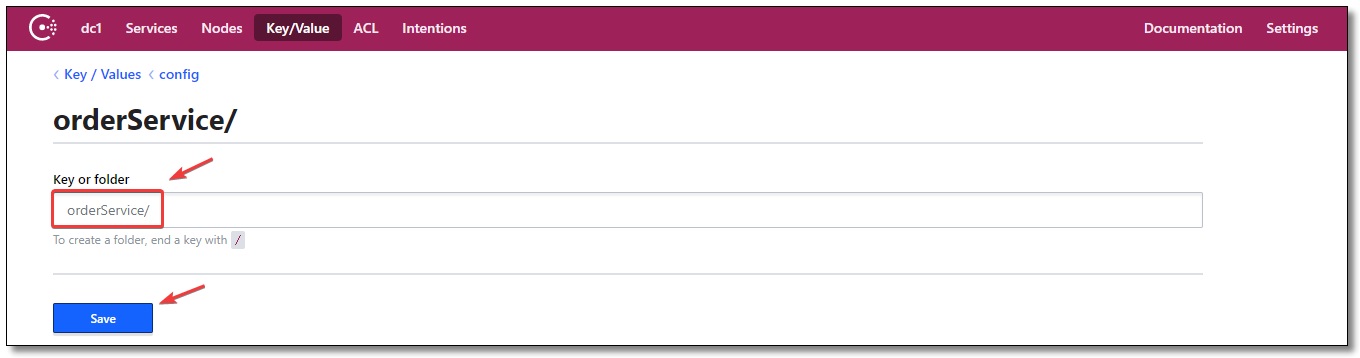 dc1 Services Nodes Key/Value ACL Intentions Documentation Settings
Key / Values config
orderService/
Key or folder
orderService/
To create a folder, end a key with /
Save